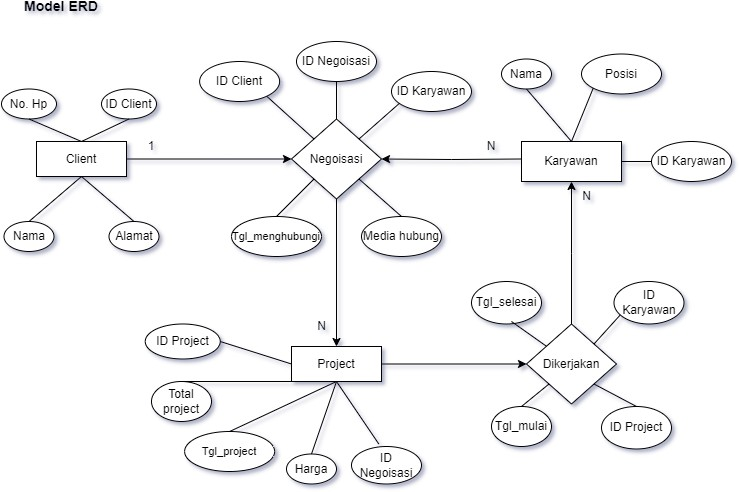 Model ERD
No. Hp
ID Client
Client
Nama
Alamat
1
ID Client
ID Negoisasi
ID Karyawan
Negoisasi
Tgl_menghubungi
Media hubung
N
Nama
Posisi
Karyawan
ID Karyawan
N
N
ID Project
Project
Total
project
Tgl_project
Harga
ID
Negoisasi
Tgl_selesai
ID
Karyawan
Dikerjakan
Tgl_mulai
ID Project